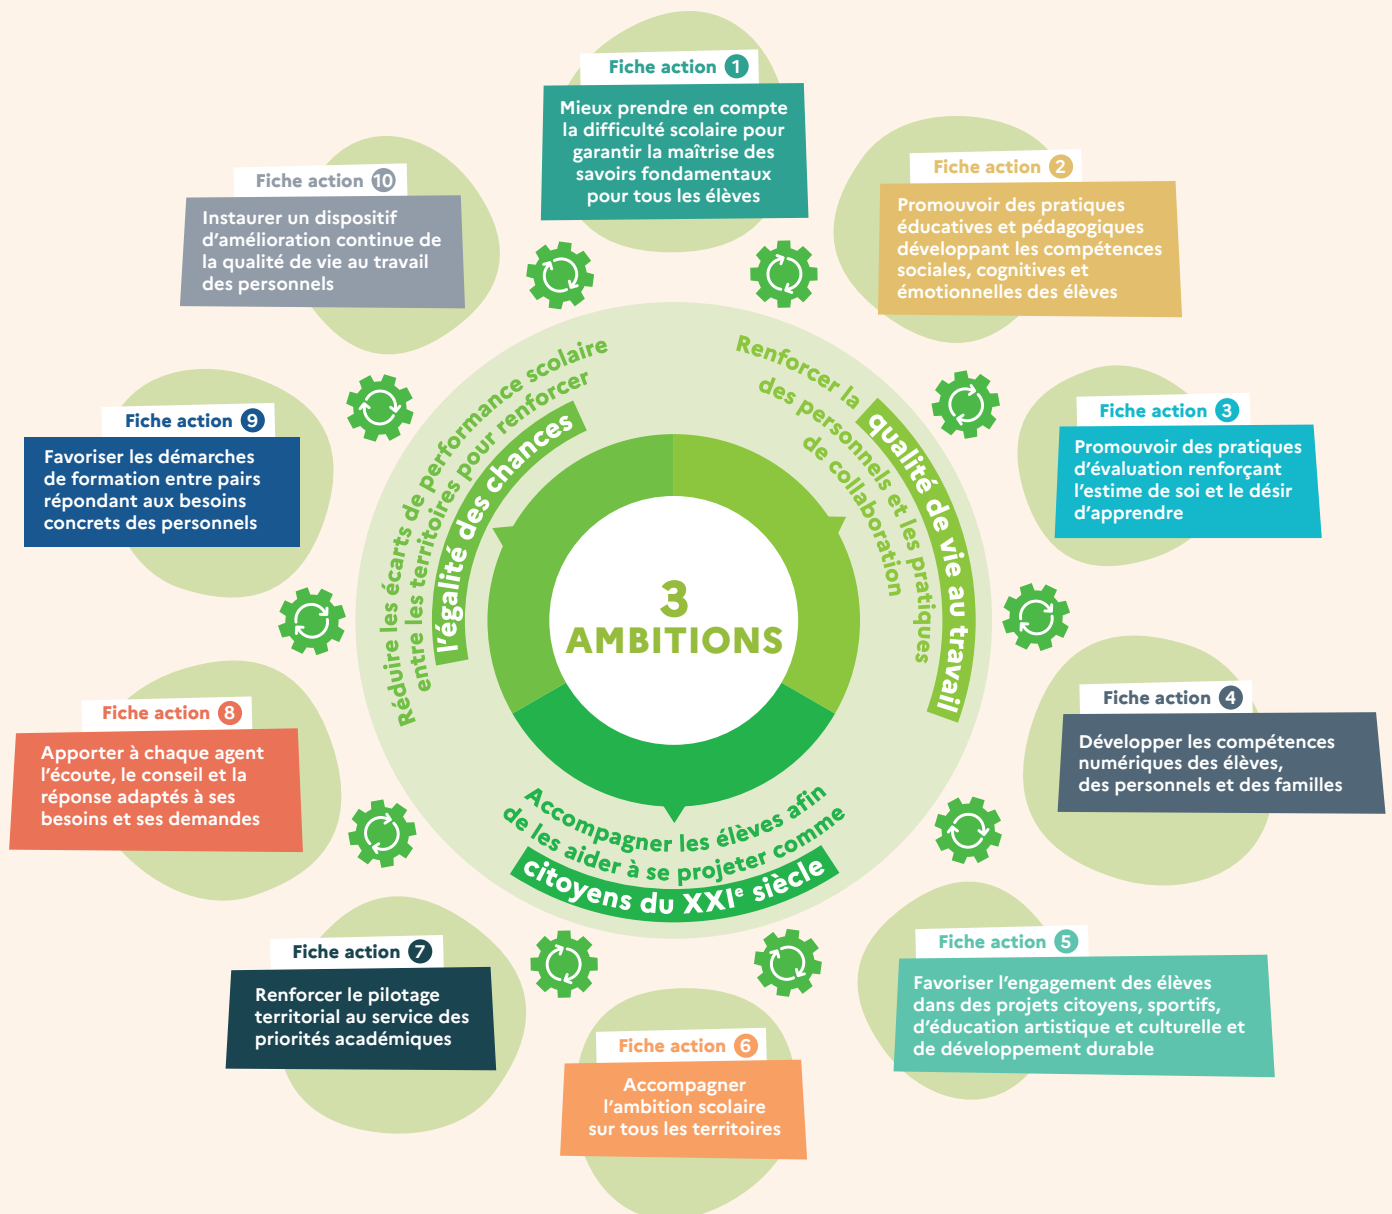 Fiche action 1
Mieux prendre en compte
la difficulté scolaire pour
garantir la maîtrise des
savoirs fondamentaux
pour tous les élèves
Fiche action 2
Promouvoir des pratiques
éducatives et pédagogiques
développant les compétences
sociales, cognitives et
émotionnelles des élèves
Fiche action 3
Promouvoir des pratiques
d'évaluation renforçant
l'estime de soi et le désir
d'apprendre
Fiche action 4
Développer les compétences
numériques des élèves,
des personnels et des familles
Fiche action 5
Favoriser l'engagement des élèves
dans des projets citoyens, sportifs,
d'éducation artistique et culturelle et
de développement durable
Fiche action 6
Accompagner
l'ambition scolaire
sur tous les territoires
Fiche action 7
Renforcer le pilotage
territorial au service des
priorités académiques
Fiche action 8
Apporter à chaque agent
l'écoute, le conseil et la
réponse adaptés à ses
besoins et ses demandes
Fiche action 9
Favoriser les démarches
de formation entre pairs
répondant aux besoins
concrets des personnels
Fiche action 10
Instaurer un dispositif
d'amélioration continue de
la qualité de vie au travail
des personnels
3
AMBITIONS
Réduire les écarts de performance scolaire
entre les territoires pour renforcer
l'égalité des chances
Renforcer la qualité de vie au travail
des personnels et les pratiques
de collaboration
Accompagner les élèves afin
de les aider à se projeter comme
citoyens du XXIe siècle